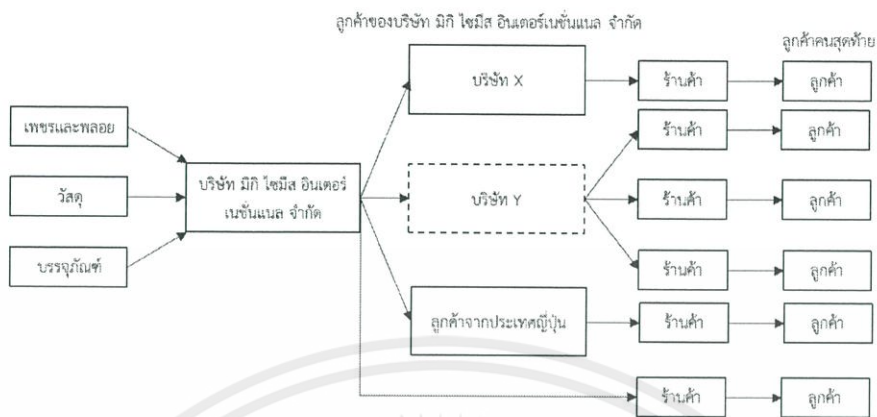 ลูกค้าของบริษัท มิกิ ไซมีส อินเตอร์เนชั่นแนล จำกัด
ลูกค้าคนสุดท้าย
บริษัท X
ร้านค้า
ลูกค้า
เพชรและพลอย
ร้านค้า
ลูกค้า
วัสดุ
บริษัท มิกิ ไซมีส อินเตอร์
เนชั่นแนล จำกัด
บริษัท Y
ร้านค้า
ลูกค้า
บรรจุภัณฑ์
ร้านค้า
ลูกค้า
ลูกค้าจากประเทศญี่ปุ่น
ร้านค้า
ลูกค้า
ร้านค้า
ลูกค้า